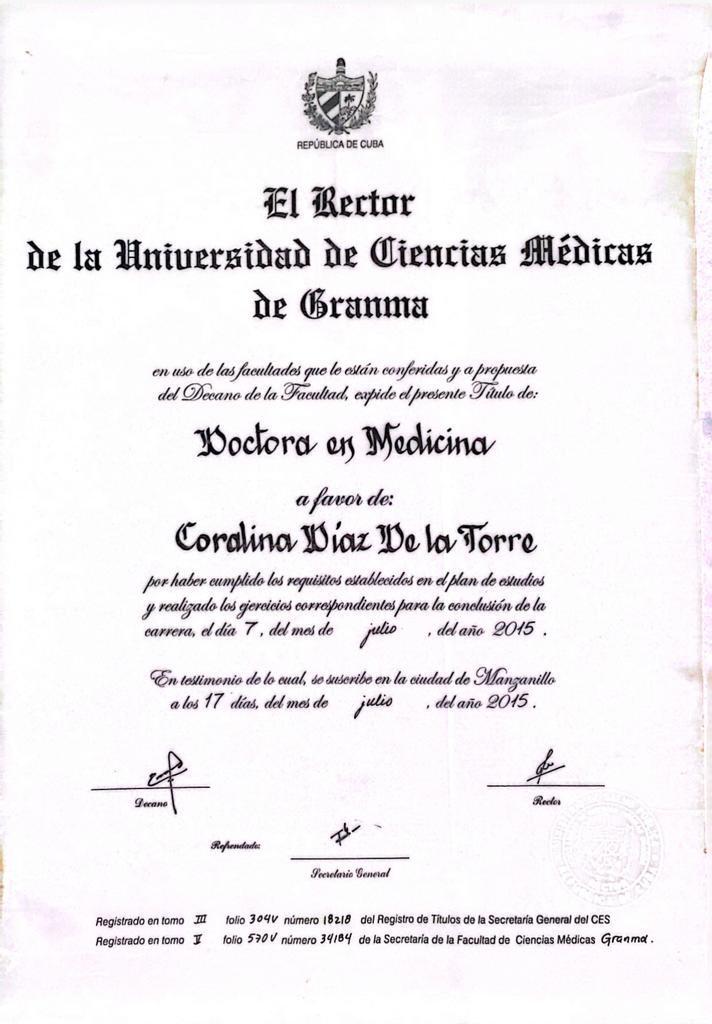 REPÚBLICA DE CUBA
El Rector
de la Universidad de Ciencias Médicas
de Granma
en uso de las facultades que le están conferidas y a propuesta
del Decano de la Facultad, expide el presente Título de:
Doctora en Medicina
a favor de:
Coralina Díaz De la Torre
por haber cumplido los requisitos establecidos en el plan de estudios
y realizado los ejercicios correspondientes para la conclusión de la
carrera, el día 7, del mes de julio, del año 2015.
En testimonio de lo cual, se suscribe en la ciudad de Manzanillo
a los 17 días, del mes de julio, del año 2015.
Decano
Rector
Refrendado:
Secretario General
Registrado en tomo III folio 304V número 18218 del Registro de Títulos de la Secretaría General del CES
Registrado en tomo V folio 570V número 34184 de la Secretaría de la Facultad de Ciencias Médicas Granma.